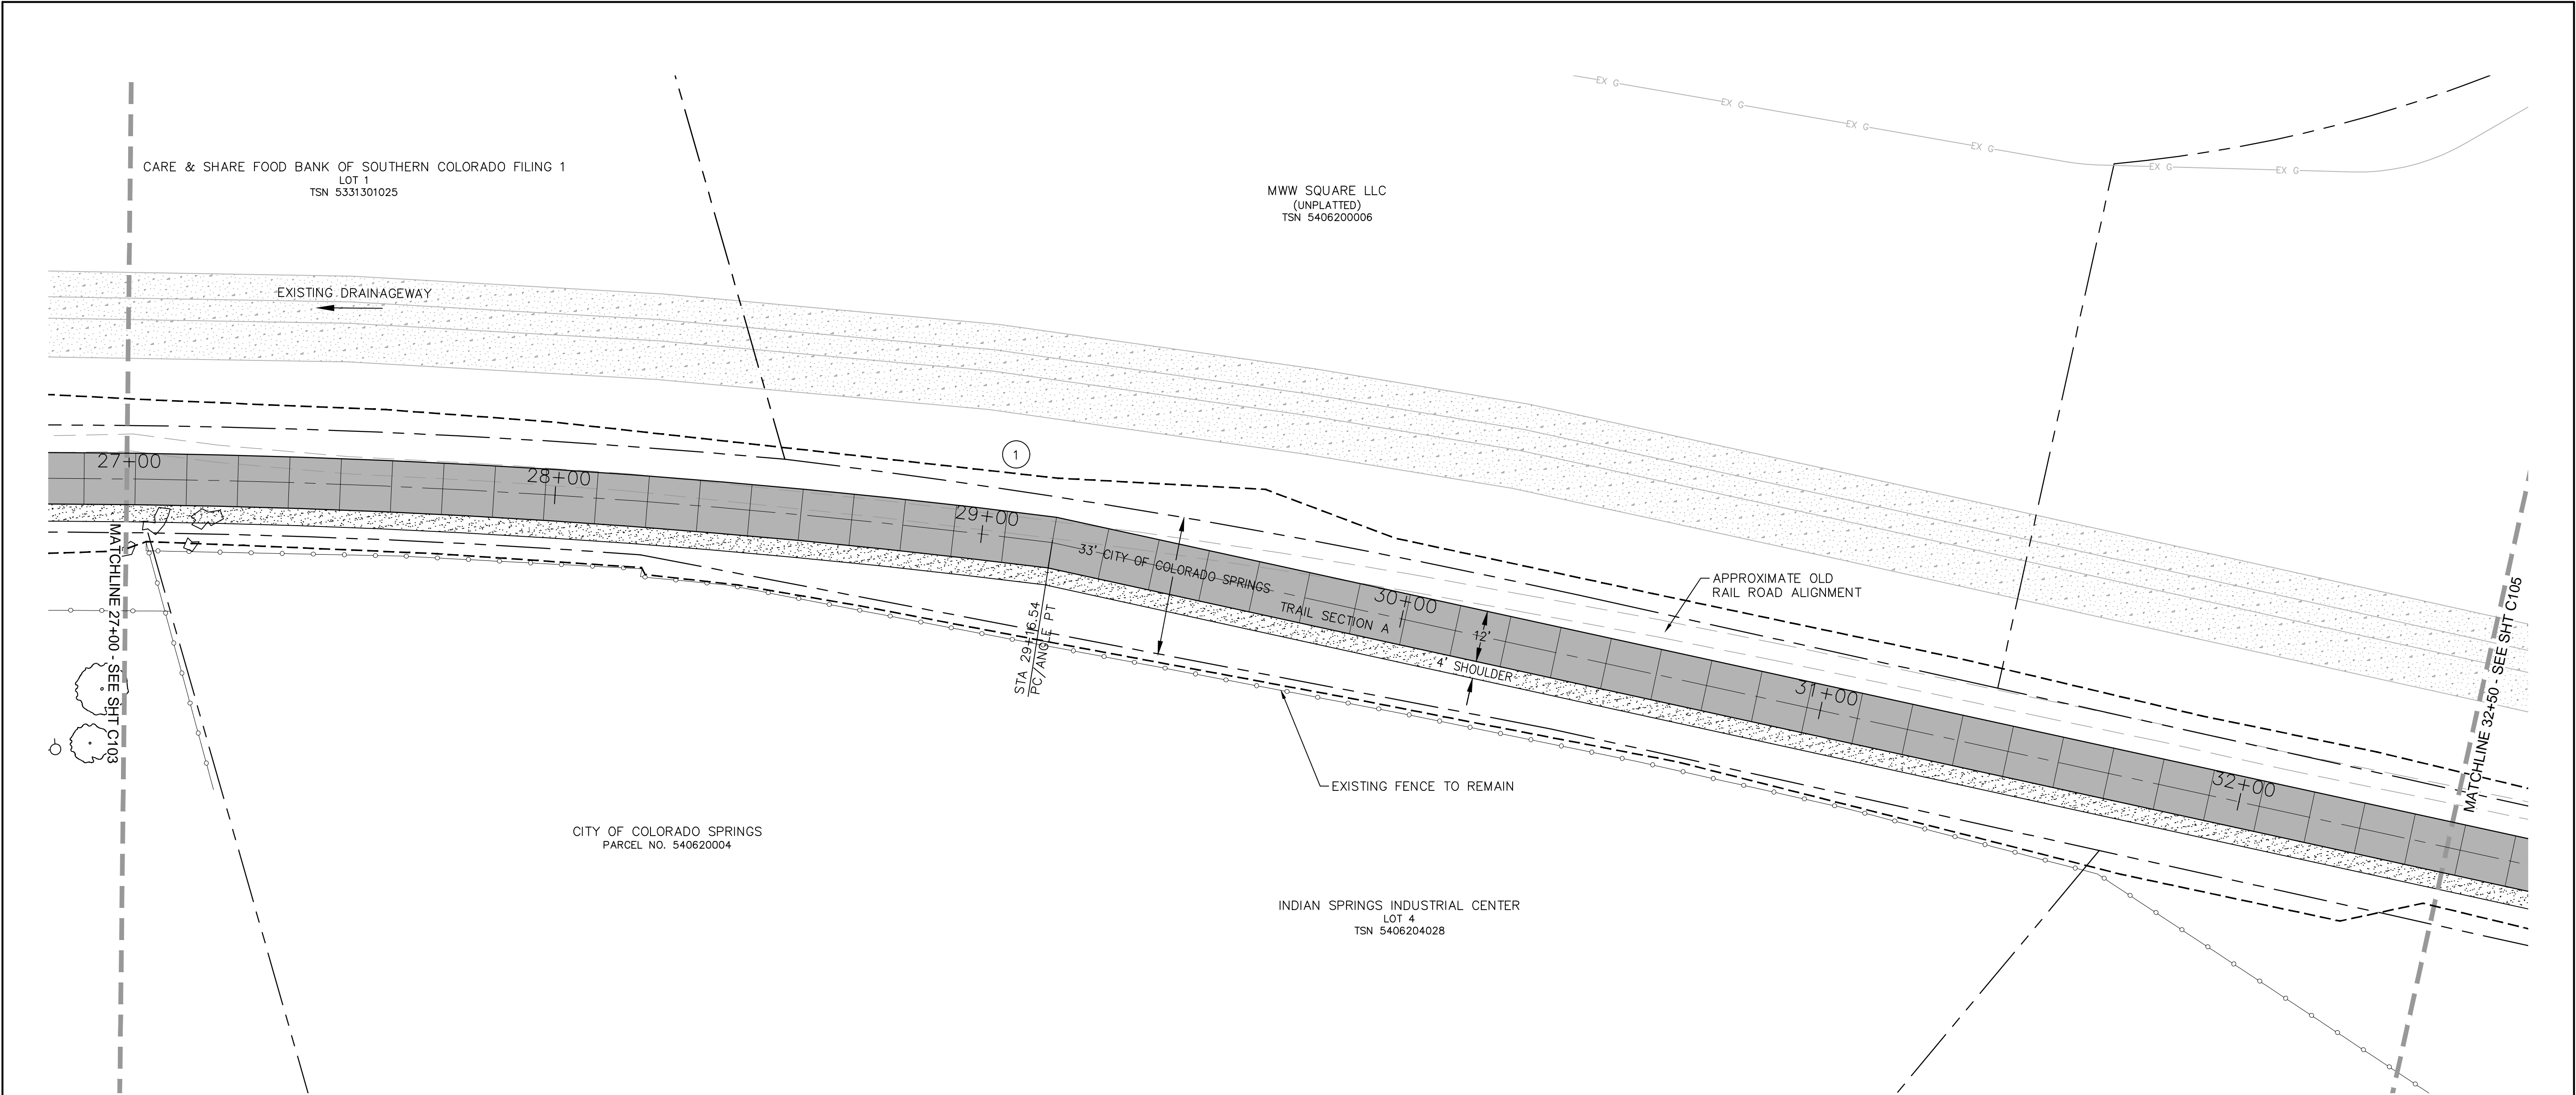 EX G
EX G
EX G
EX G
EX G
EX G
CARE & SHARE FOOD BANK OF SOUTHERN COLORADO FILING 1
LOT 1
TSN 5331301025
MWW SQUARE LLC
(UNPLATTED)
TSN 5406200006
EXISTING DRAINAGEWAY
1
27+00
28+00
29+00
30+00
31+00
32+00
33' CITY OF COLORADO SPRINGS
TRAIL SECTION A
12'
4' SHOULDER
APPROXIMATE OLD
RAIL ROAD ALIGNMENT
STA 29+16.54
PC/ANGLE PT
MATCHLINE 27+00 - SEE SHT C103
MATCHLINE 32+50 - SEE SHT C105
EXISTING FENCE TO REMAIN
CITY OF COLORADO SPRINGS
PARCEL NO. 540620004
INDIAN SPRINGS INDUSTRIAL CENTER
LOT 4
TSN 5406204028